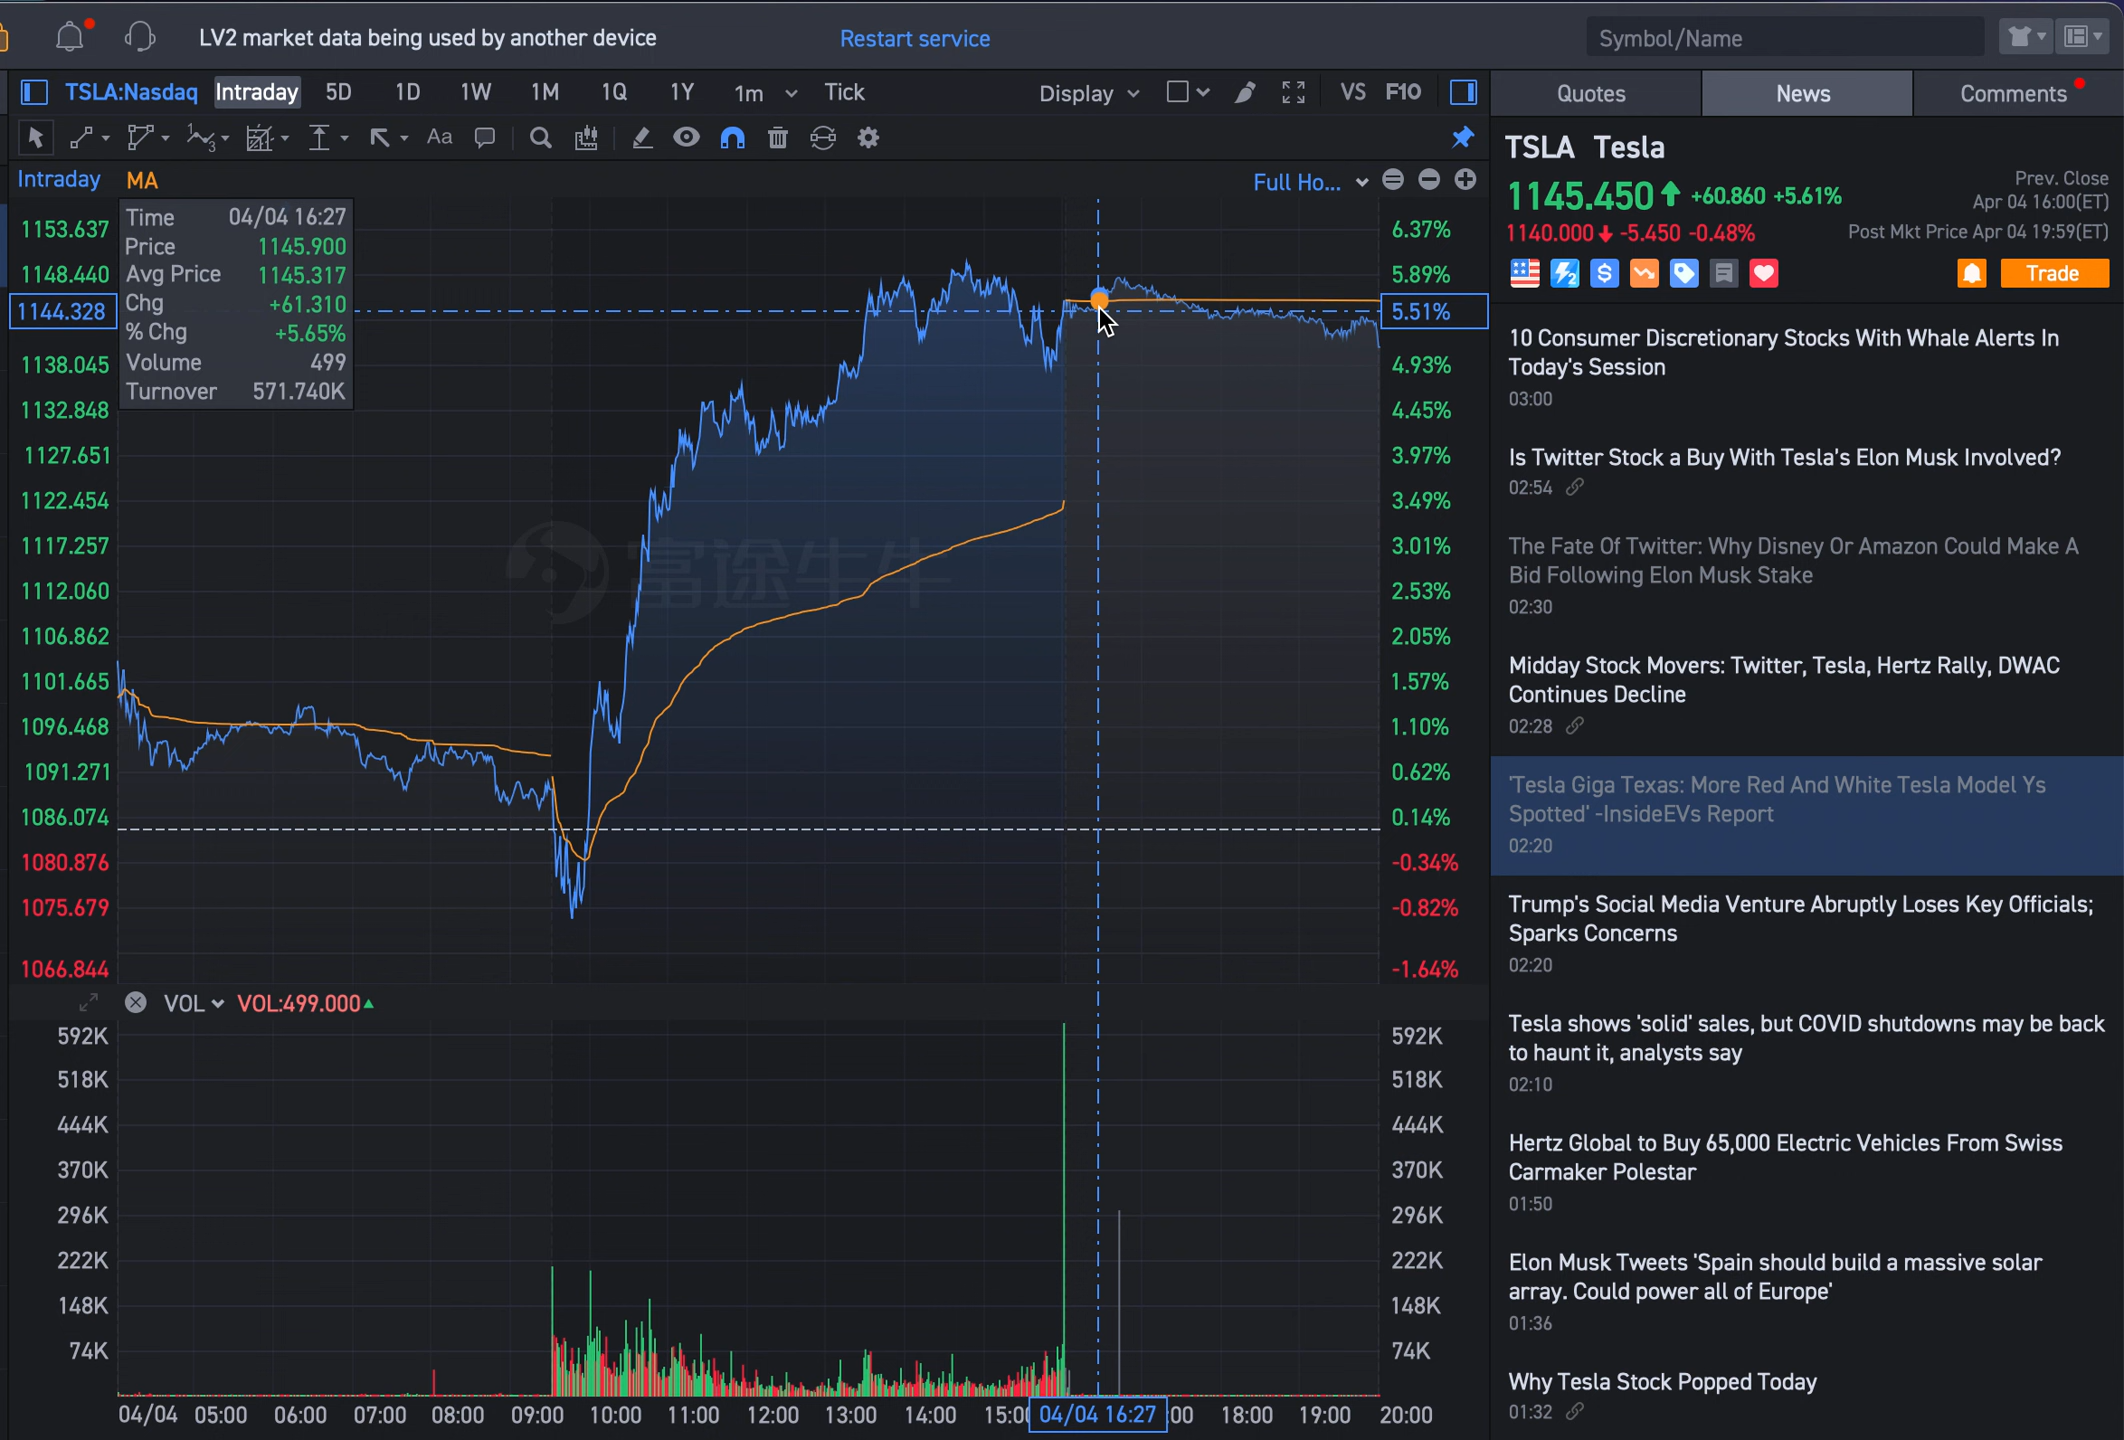 LV2 market data being used by another device Restart service Symbol/Name
TSLA:Nasdaq Intraday 5D 1D 1W 1M 1Q 1Y 1m Tick Display VS F10
Quotes News Comments
Aa
Intraday MA Full Ho...
Time 04/04 16:27
Price 1145.900
Avg Price 1145.317
Chg +61.310
% Chg +5.65%
Volume 499
Turnover 571.740K
1153.637 6.37%
1148.440 5.89%
1144.328 5.51%
1138.045 4.93%
1132.848 4.45%
1127.651 3.97%
1122.454 3.49%
1117.257 3.01%
1112.060 2.53%
1106.862 2.05%
1101.665 1.57%
1096.468 1.10%
1091.271 0.62%
1086.074 0.14%
1080.876 -0.34%
1075.679 -0.82%
1066.844 -1.64%
富途牛牛
VOL VOL:499.000
592K 592K
518K 518K
444K 444K
370K 370K
296K 296K
222K 222K
148K 148K
74K 74K
04/04 05:00 06:00 07:00 08:00 09:00 10:00 11:00 12:00 13:00 14:00 15:0 04/04 16:27 :00 18:00 19:00 20:00
TSLA Tesla
1145.450 +60.860 +5.61%
Prev. Close
Apr 04 16:00(ET)
1140.000 -5.450 -0.48% Post Mkt Price Apr 04 19:59(ET)
Trade
10 Consumer Discretionary Stocks With Whale Alerts In
Today's Session
03:00
Is Twitter Stock a Buy With Tesla's Elon Musk Involved?
02:54
The Fate Of Twitter: Why Disney Or Amazon Could Make A
Bid Following Elon Musk Stake
02:30
Midday Stock Movers: Twitter, Tesla, Hertz Rally, DWAC
Continues Decline
02:28
'Tesla Giga Texas: More Red And White Tesla Model Ys
Spotted' -InsideEVs Report
02:20
Trump's Social Media Venture Abruptly Loses Key Officials;
Sparks Concerns
02:20
Tesla shows 'solid' sales, but COVID shutdowns may be back
to haunt it, analysts say
02:10
Hertz Global to Buy 65,000 Electric Vehicles From Swiss
Carmaker Polestar
01:50
Elon Musk Tweets 'Spain should build a massive solar
array. Could power all of Europe'
01:36
Why Tesla Stock Popped Today
01:32